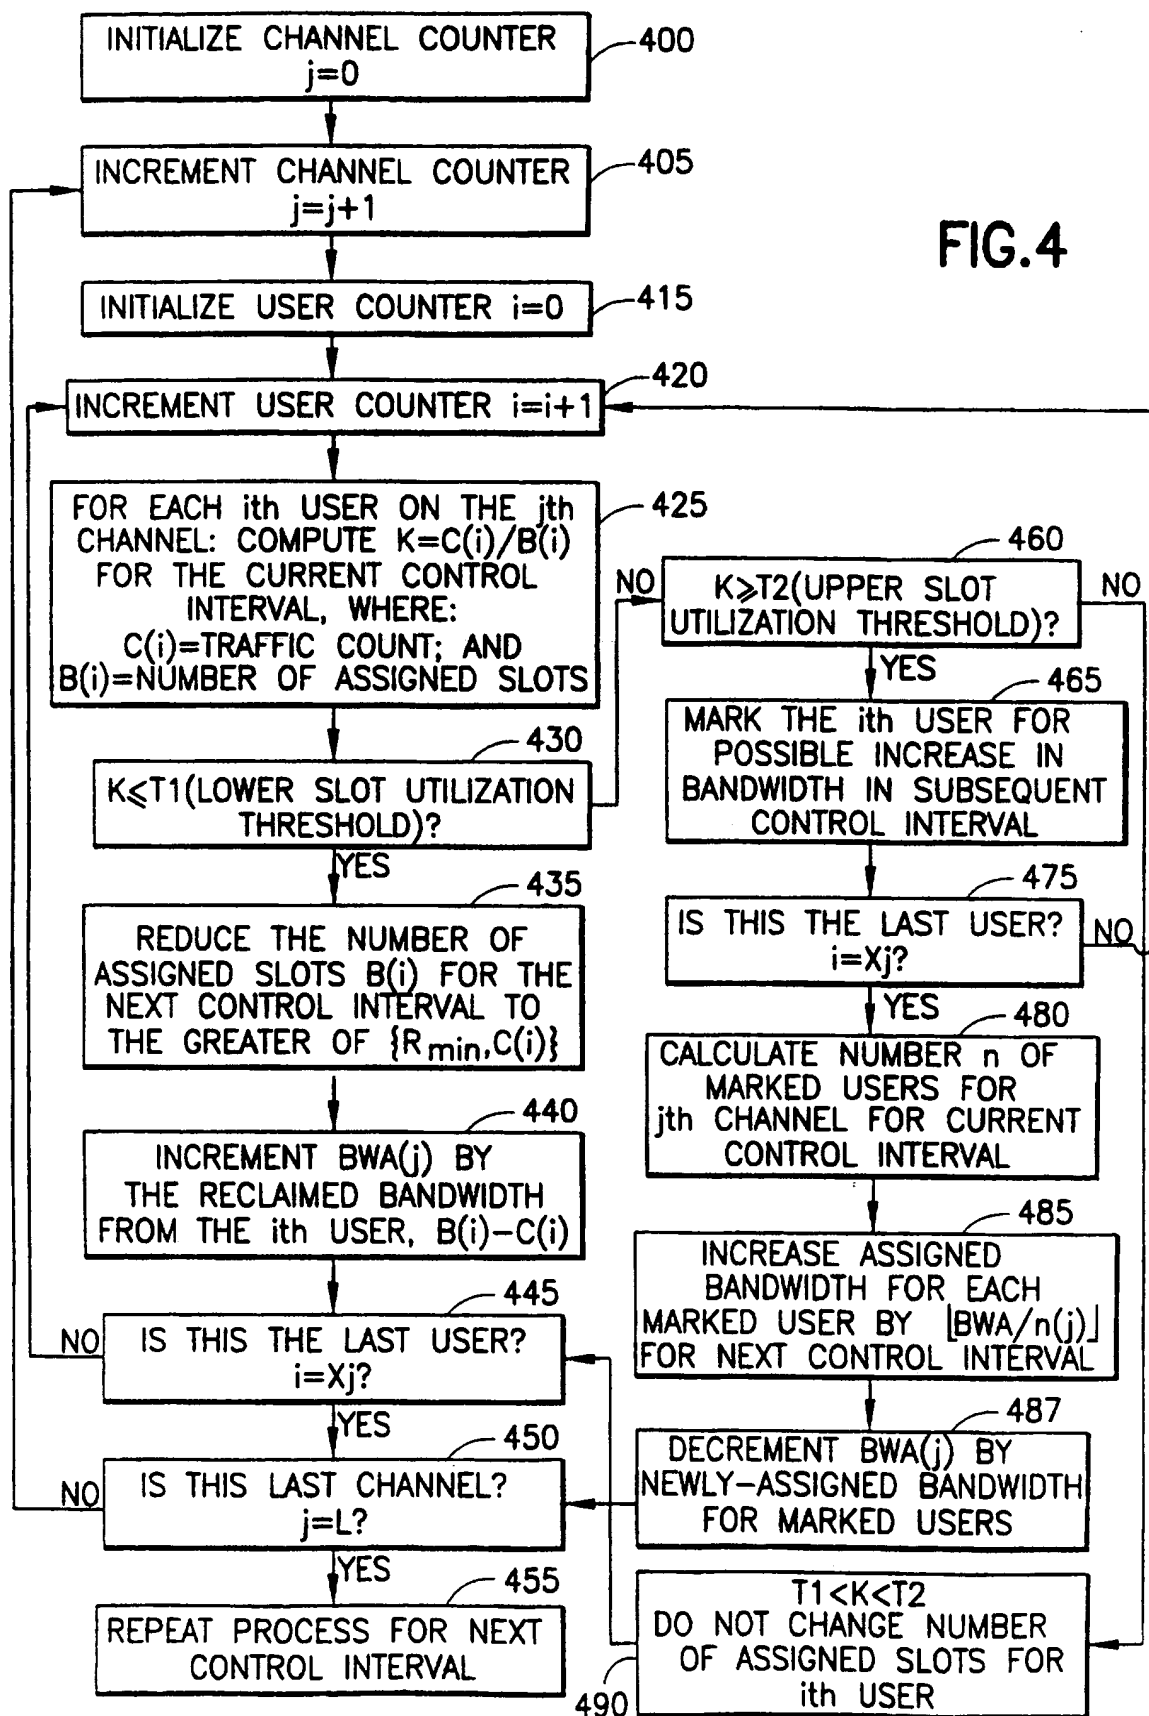 INITIALIZE CHANNEL COUNTER
j=0
400
INCREMENT CHANNEL COUNTER
j=j+1
405
FIG.4
INITIALIZE USER COUNTER i=0
415
INCREMENT USER COUNTER i=i+1
420
FOR EACH ith USER ON THE jth
CHANNEL: COMPUTE K=C(i)/B(i)
FOR THE CURRENT CONTROL
INTERVAL, WHERE:
C(i)=TRAFFIC COUNT; AND
B(i)=NUMBER OF ASSIGNED SLOTS
425
430
K⩽T1(LOWER SLOT UTILIZATION
THRESHOLD)?
NO
YES
435
REDUCE THE NUMBER OF
ASSIGNED SLOTS B(i) FOR THE
NEXT CONTROL INTERVAL TO
THE GREATER OF {Rmin,C(i)}
440
INCREMENT BWA(j) BY
THE RECLAIMED BANDWIDTH
FROM THE ith USER, B(i)-C(i)
445
IS THIS THE LAST USER?
i=Xj?
NO
YES
450
IS THIS LAST CHANNEL?
j=L?
NO
YES
455
REPEAT PROCESS FOR NEXT
CONTROL INTERVAL
460
K⩾T2(UPPER SLOT
UTILIZATION THRESHOLD)?
NO
YES
465
MARK THE ith USER FOR
POSSIBLE INCREASE IN
BANDWIDTH IN SUBSEQUENT
CONTROL INTERVAL
475
IS THIS THE LAST USER?
i=Xj?
NO
YES
480
CALCULATE NUMBER n OF
MARKED USERS FOR
jth CHANNEL FOR CURRENT
CONTROL INTERVAL
485
INCREASE ASSIGNED
BANDWIDTH FOR EACH
MARKED USER BY ⌊BWA/n(j)⌋
FOR NEXT CONTROL INTERVAL
487
DECREMENT BWA(j) BY
NEWLY-ASSIGNED BANDWIDTH
FOR MARKED USERS
T1<K<T2
DO NOT CHANGE NUMBER
OF ASSIGNED SLOTS FOR
ith USER
490